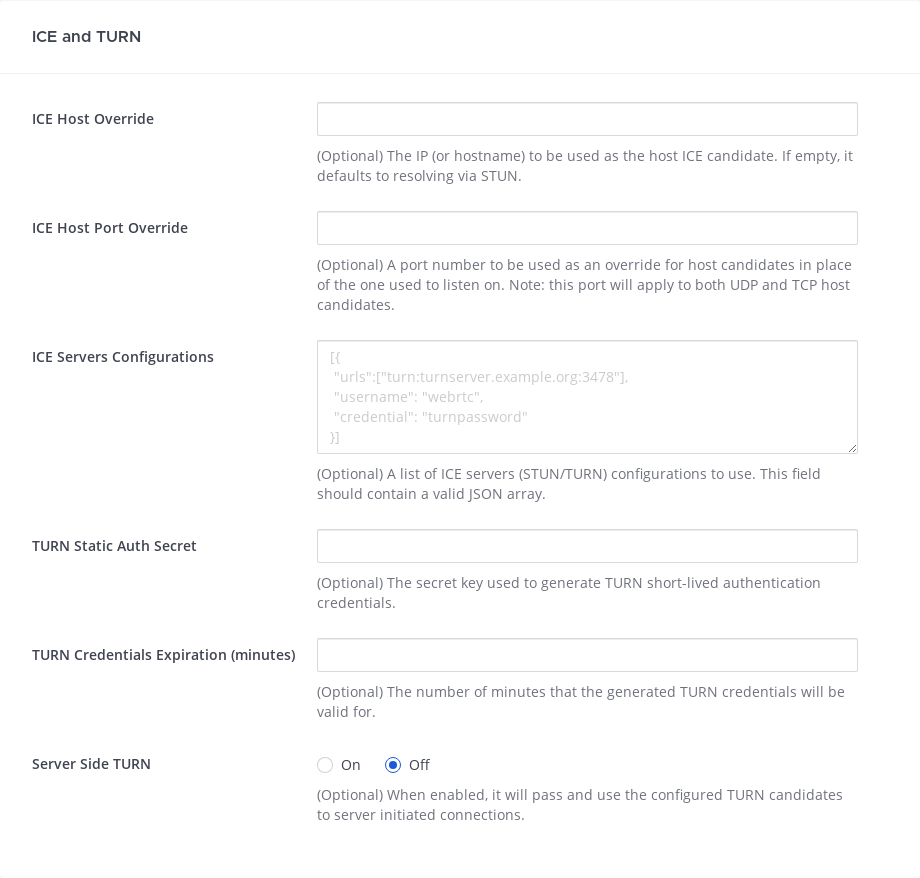 ICE and TURN
ICE Host Override
(Optional) The IP (or hostname) to be used as the host ICE candidate. If empty, it
defaults to resolving via STUN.
ICE Host Port Override
(Optional) A port number to be used as an override for host candidates in place
of the one used to listen on. Note: this port will apply to both UDP and TCP host
candidates.
ICE Servers Configurations
[{
"urls":["turn:turnserver.example.org:3478"],
"username": "webrtc",
"credential": "turnpassword"
}]
(Optional) A list of ICE servers (STUN/TURN) configurations to use. This field
should contain a valid JSON array.
TURN Static Auth Secret
(Optional) The secret key used to generate TURN short-lived authentication
credentials.
TURN Credentials Expiration (minutes)
(Optional) The number of minutes that the generated TURN credentials will be
valid for.
Server Side TURN
On Off
(Optional) When enabled, it will pass and use the configured TURN candidates
to server initiated connections.